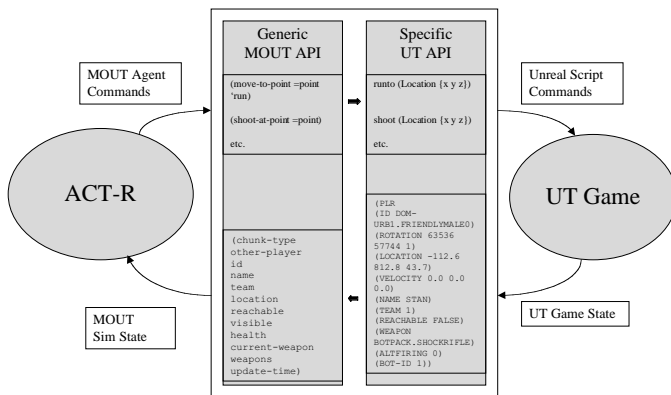 Generic
MOUT API
Specific
UT API
MOUT Agent
Commands
(move-to-point =point
‘run)
(shoot-at-point =point)
etc.
runto (Location {x y z})
shoot (Location {x y z})
etc.
Unreal Script
Commands
ACT-R
UT Game
(chunk-type
other-player
id
name
team
location
reachable
visible
health
current-weapon
weapons
update-time)
(PLR
(ID DOM-
URB1.FRIENDLYMALE0)
(ROTATION 63536
57744 1)
(LOCATION -112.6
812.8 43.7)
(VELOCITY 0.0 0.0
0.0)
(NAME STAN)
(TEAM 1)
(REACHABLE FALSE)
(WEAPON
BOTPACK.SHOCKRIFLE)
(ALTFIRING 0)
(BOT-ID 1))
MOUT
Sim State
UT Game State